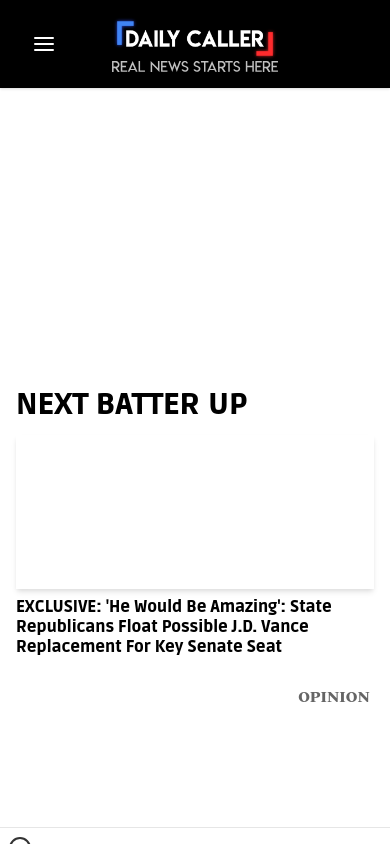 DAILY CALLER
REAL NEWS STARTS HERE
NEXT BATTER UP
EXCLUSIVE: 'He Would Be Amazing': State
Republicans Float Possible J.D. Vance
Replacement For Key Senate Seat
OPINION